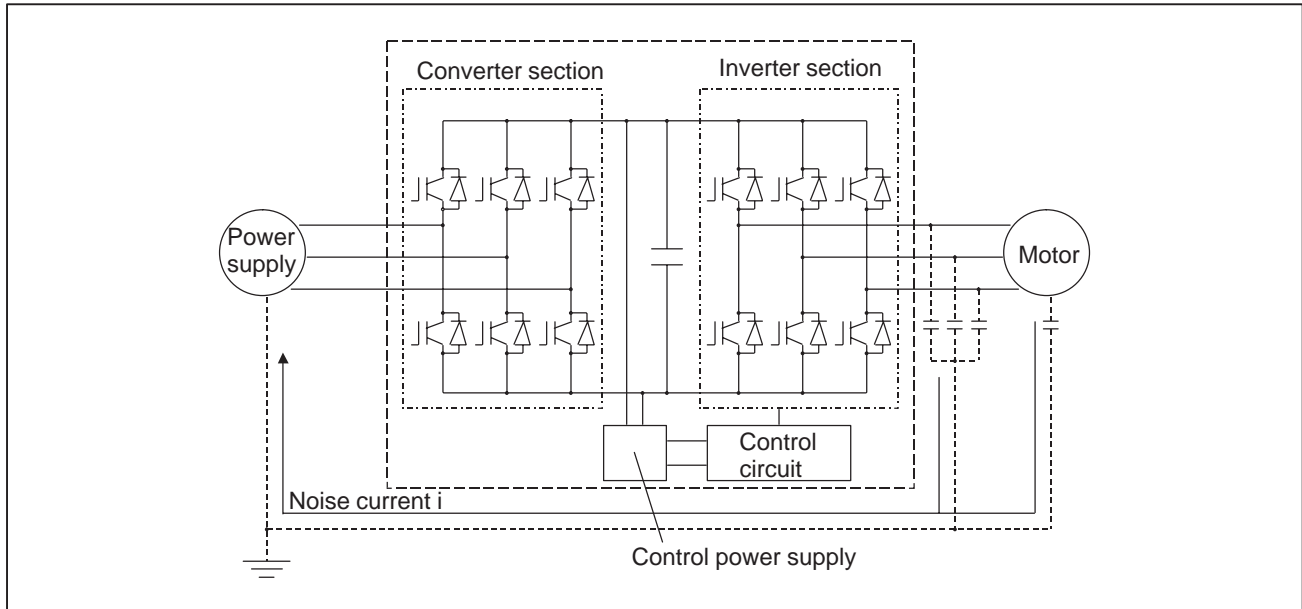 Converter section
Inverter section
Power
supply
Motor
Control
circuit
Noise current i
Control power supply